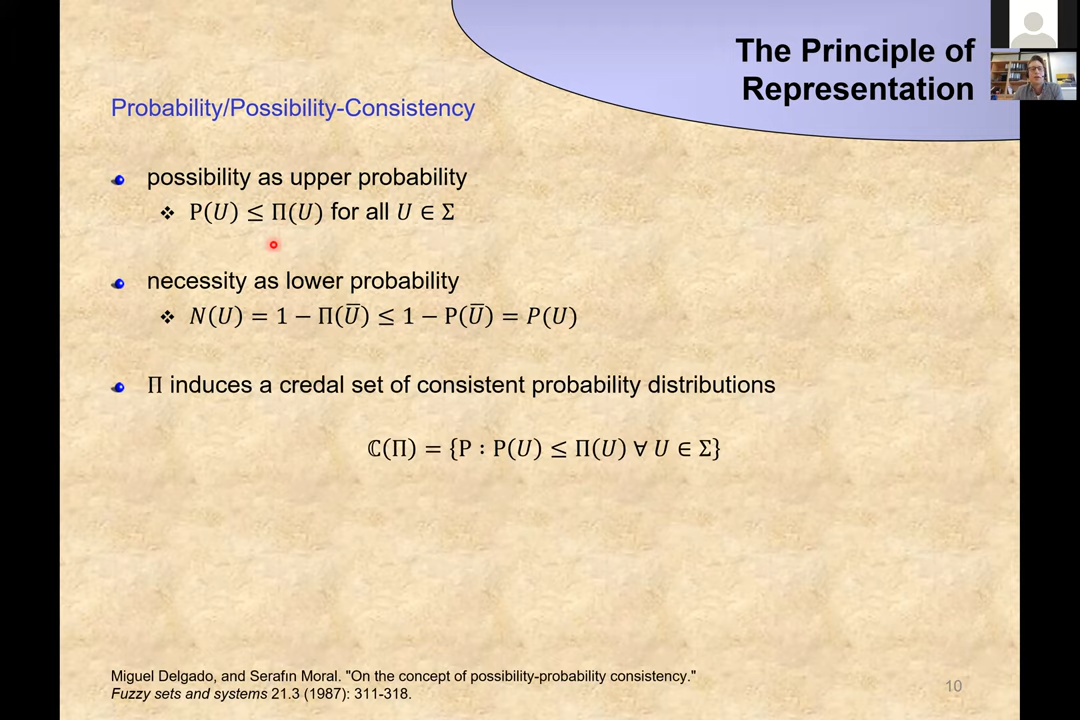 The Principle of
Representation
Probability/Possibility-Consistency
possibility as upper probability
❖ P(U) ≤ Π(U) for all U ∈ Σ
necessity as lower probability
❖ N(U) = 1 − Π(U̅) ≤ 1 − P(U̅) = P(U)
Π induces a credal set of consistent probability distributions
ℂ(Π) = {P : P(U) ≤ Π(U) ∀ U ∈ Σ}
Miguel Delgado, and Serafın Moral. "On the concept of possibility-probability consistency."
Fuzzy sets and systems 21.3 (1987): 311-318.
10